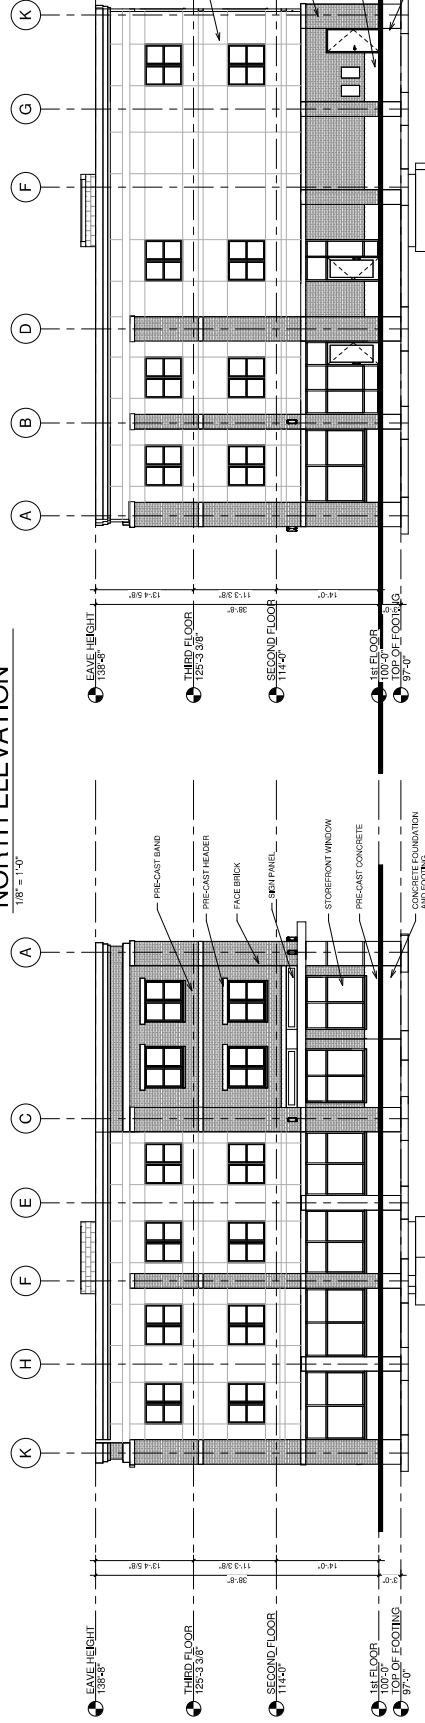 NORTH ELEVATION
1/8" = 1'-0"
K
H
F
E
C
A
EAVE HEIGHT
138'-8"
THIRD FLOOR
125'-3 3/8"
SECOND FLOOR
114'-0"
1st FLOOR
100'-0"
TOP OF FOOTING
97'-0"
13'-4 5/8"
11'-3 3/8"
14'-0"
3'-0"
38'-8"
PRE-CAST BAND
PRE-CAST HEADER
FACE BRICK
SIGN PANEL
STOREFRONT WINDOW
PRE-CAST CONCRETE
CONCRETE FOUNDATION
AND FOOTING
A
B
D
F
G
K
EAVE HEIGHT
138'-8"
THIRD FLOOR
125'-3 3/8"
SECOND FLOOR
114'-0"
1st FLOOR
100'-0"
TOP OF FOOTING
97'-0"
13'-4 5/8"
11'-3 3/8"
14'-0"
3'-0"
38'-8"